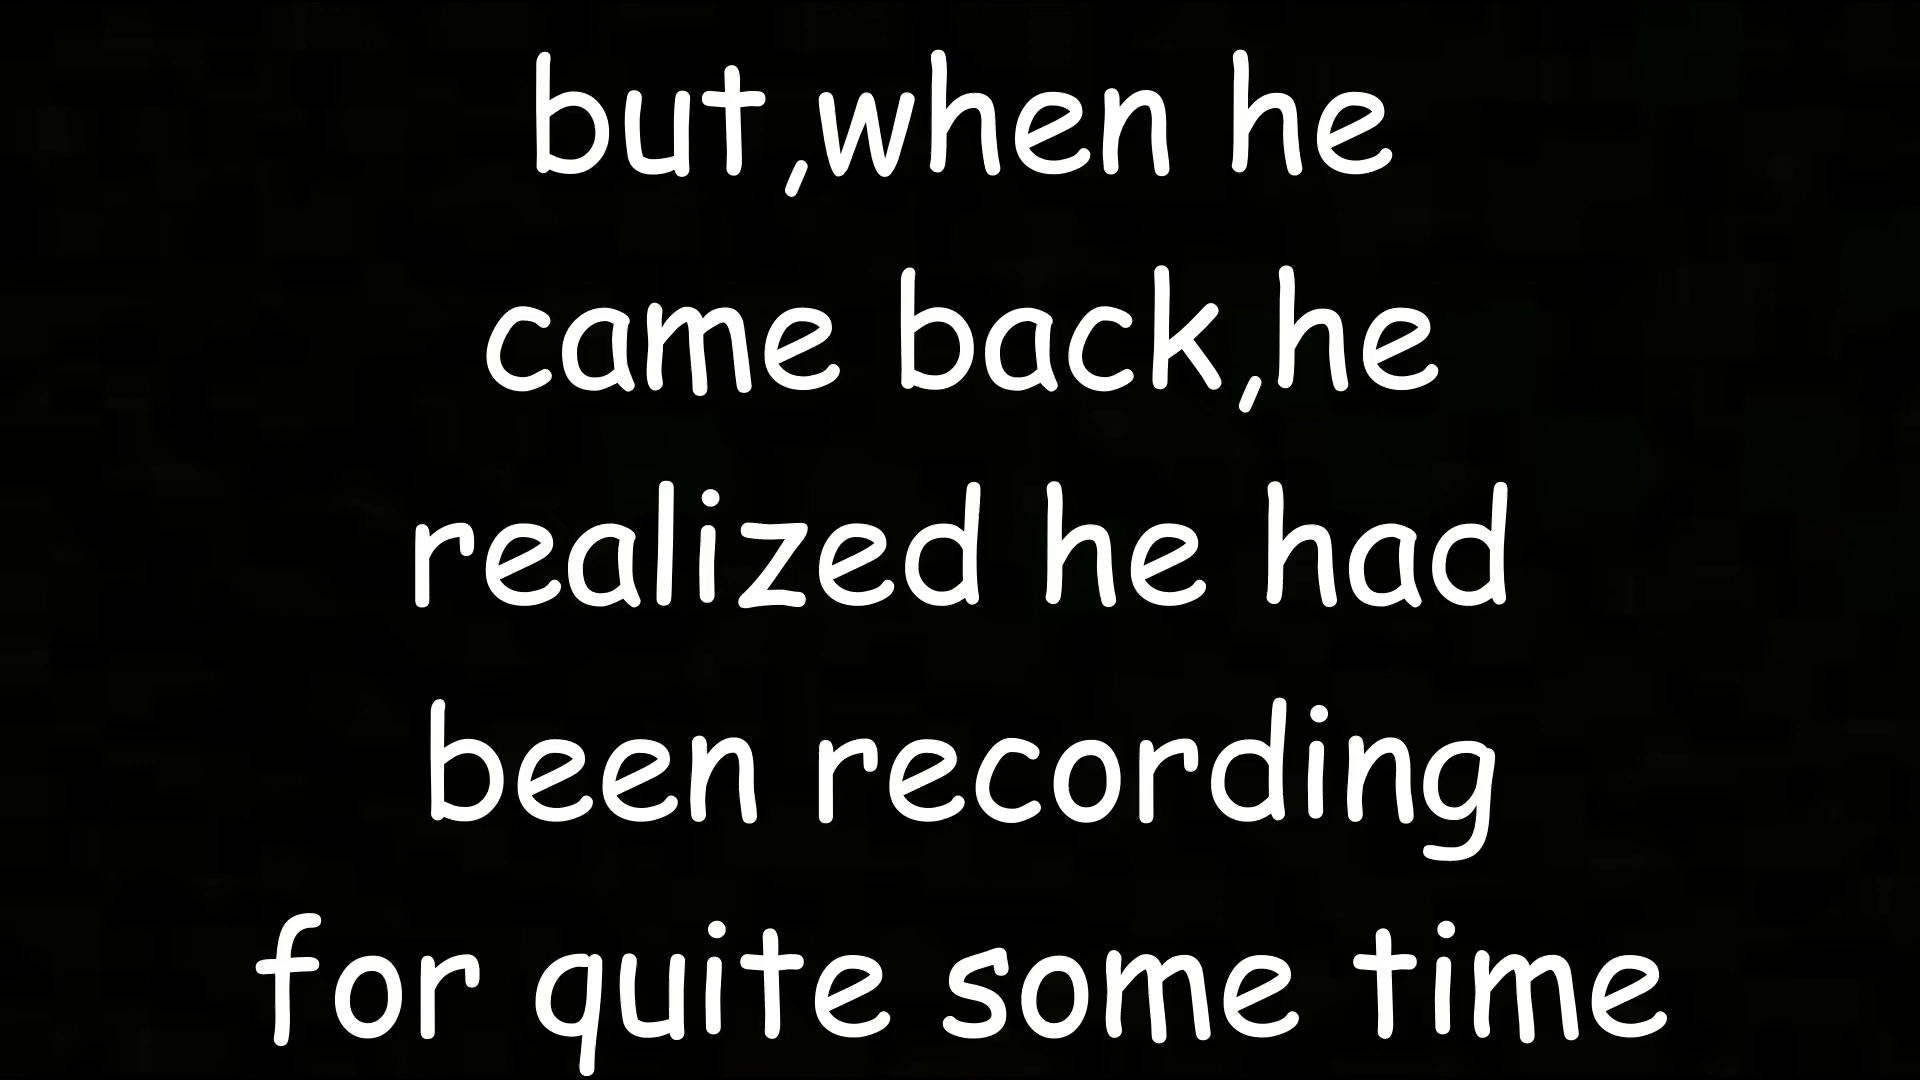 but,when he
came back,he
realized he had
been recording
for quite some time